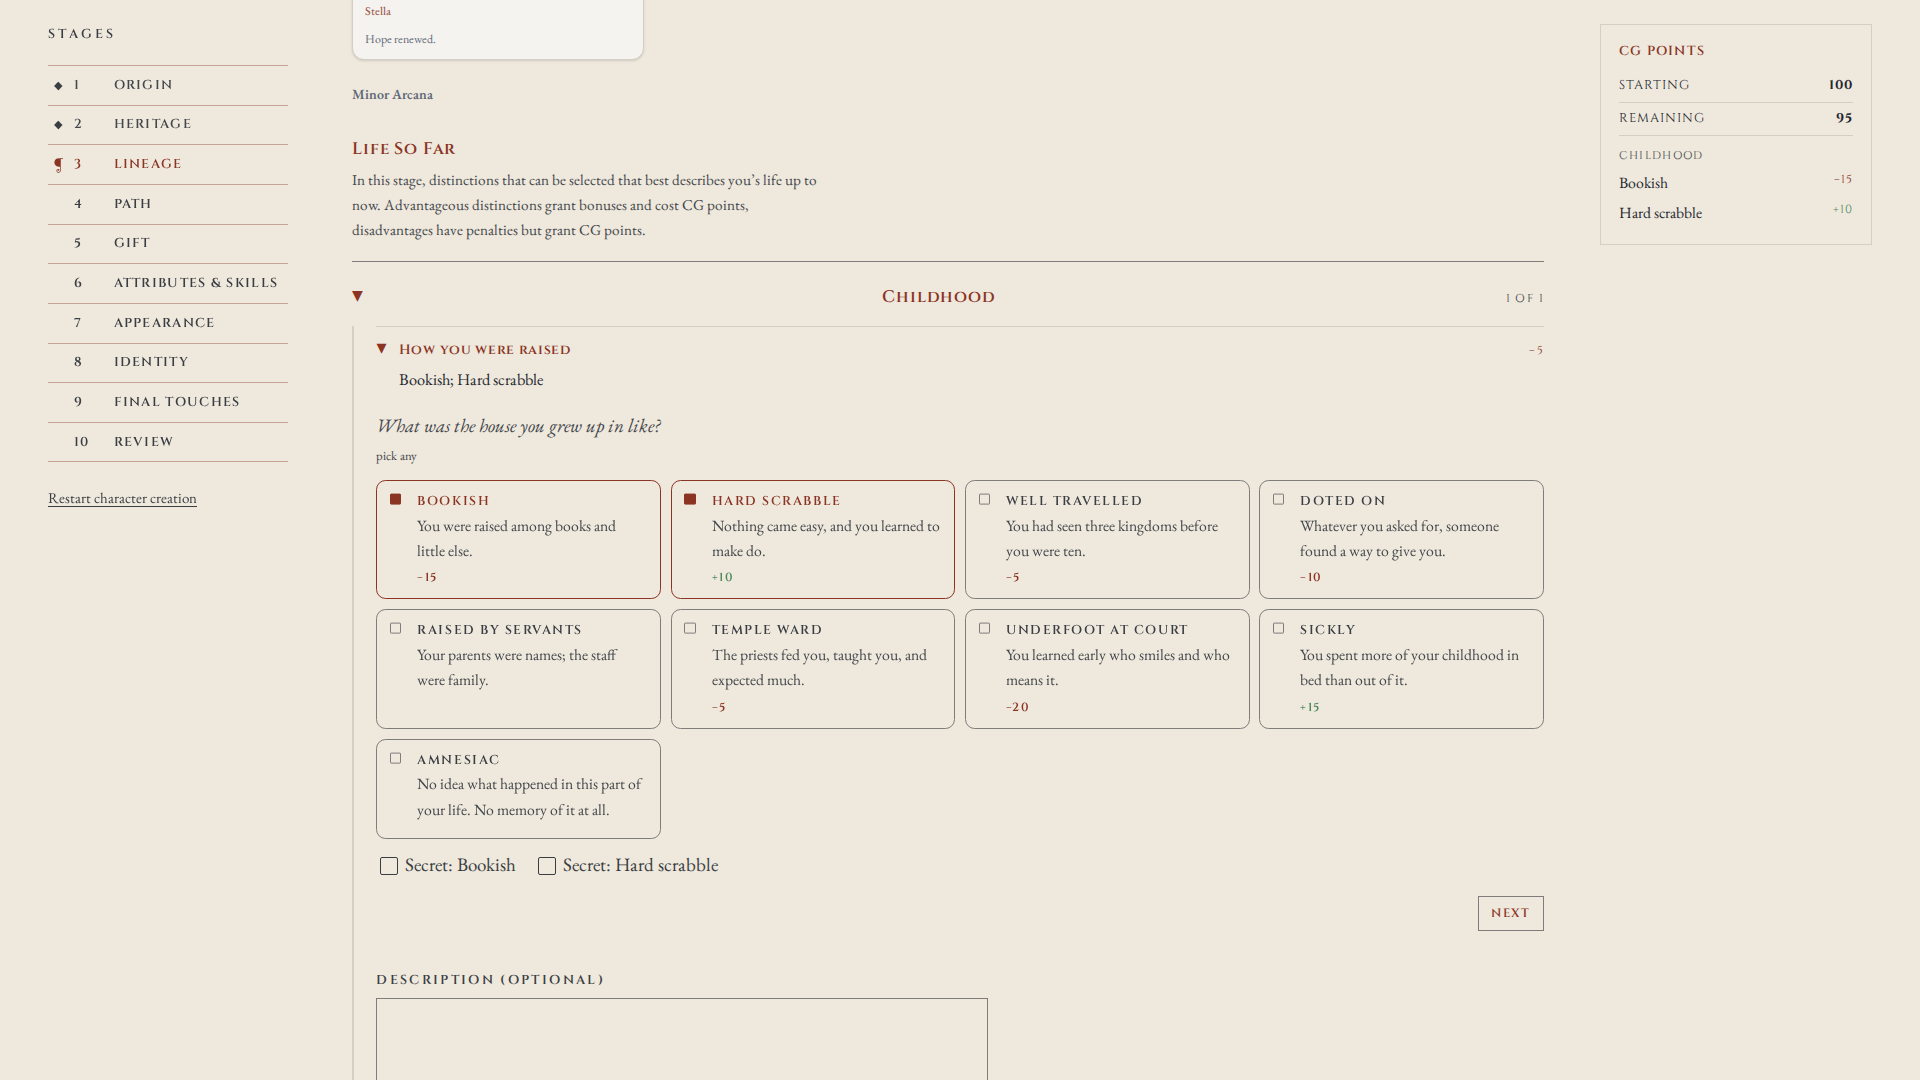 STAGES
◆ 1 ORIGIN
◆ 2 HERITAGE
❡ 3 LINEAGE
4 PATH
5 GIFT
6 ATTRIBUTES & SKILLS
7 APPEARANCE
8 IDENTITY
9 FINAL TOUCHES
10 REVIEW
Restart character creation
Stella
Hope renewed.
Minor Arcana
LIFE SO FAR
In this stage, distinctions that can be selected that best describes you's life up to
now. Advantageous distinctions grant bonuses and cost CG points,
disadvantages have penalties but grant CG points.
▼ CHILDHOOD 1 OF 1
▼ HOW YOU WERE RAISED −5
Bookish; Hard scrabble
What was the house you grew up in like?
pick any
BOOKISH
You were raised among books and
little else.
−15
HARD SCRABBLE
Nothing came easy, and you learned to
make do.
+10
WELL TRAVELLED
You had seen three kingdoms before
you were ten.
−5
DOTED ON
Whatever you asked for, someone
found a way to give you.
−10
RAISED BY SERVANTS
Your parents were names; the staff
were family.
TEMPLE WARD
The priests fed you, taught you, and
expected much.
−5
UNDERFOOT AT COURT
You learned early who smiles and who
means it.
−20
SICKLY
You spent more of your childhood in
bed than out of it.
+15
AMNESIAC
No idea what happened in this part of
your life. No memory of it at all.
Secret: Bookish Secret: Hard scrabble
NEXT
DESCRIPTION (OPTIONAL)
CG POINTS
STARTING 100
REMAINING 95
CHILDHOOD
Bookish −15
Hard scrabble +10